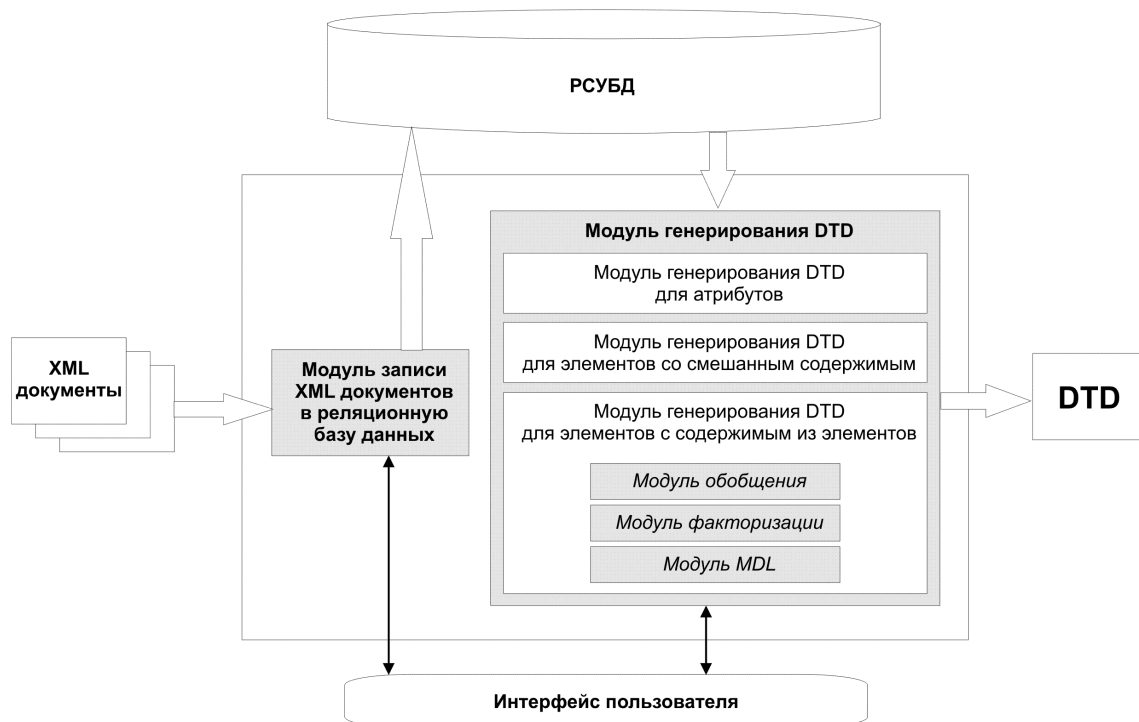 РСУБД
Модуль генерирования DTD
Модуль генерирования DTD
для атрибутов
Модуль генерирования DTD
для элементов со смешанным содержимым
Модуль генерирования DTD
для элементов с содержимым из элементов
Модуль обобщения
Модуль факторизации
Модуль MDL
XML
документы
Модуль записи
XML документов
в реляционную
базу данных
DTD
Интерфейс пользователя